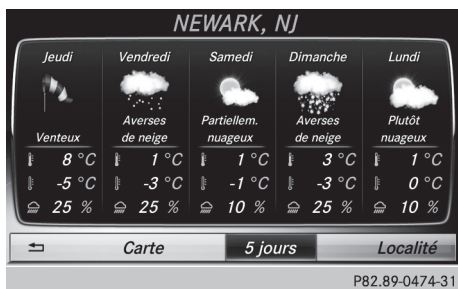 NEWARK, NJ
Jeudi Vendredi Samedi Dimanche Lundi
Averses Partiellem. Averses Plutôt
Venteux de neige nuageux de neige nuageux
8 °C 1 °C 1 °C 3 °C 1 °C
-5 °C -3 °C -1 °C -3 °C 0 °C
25 % 25 % 10 % 25 % 10 %
Carte 5 jours Localité
P82.89-0474-31